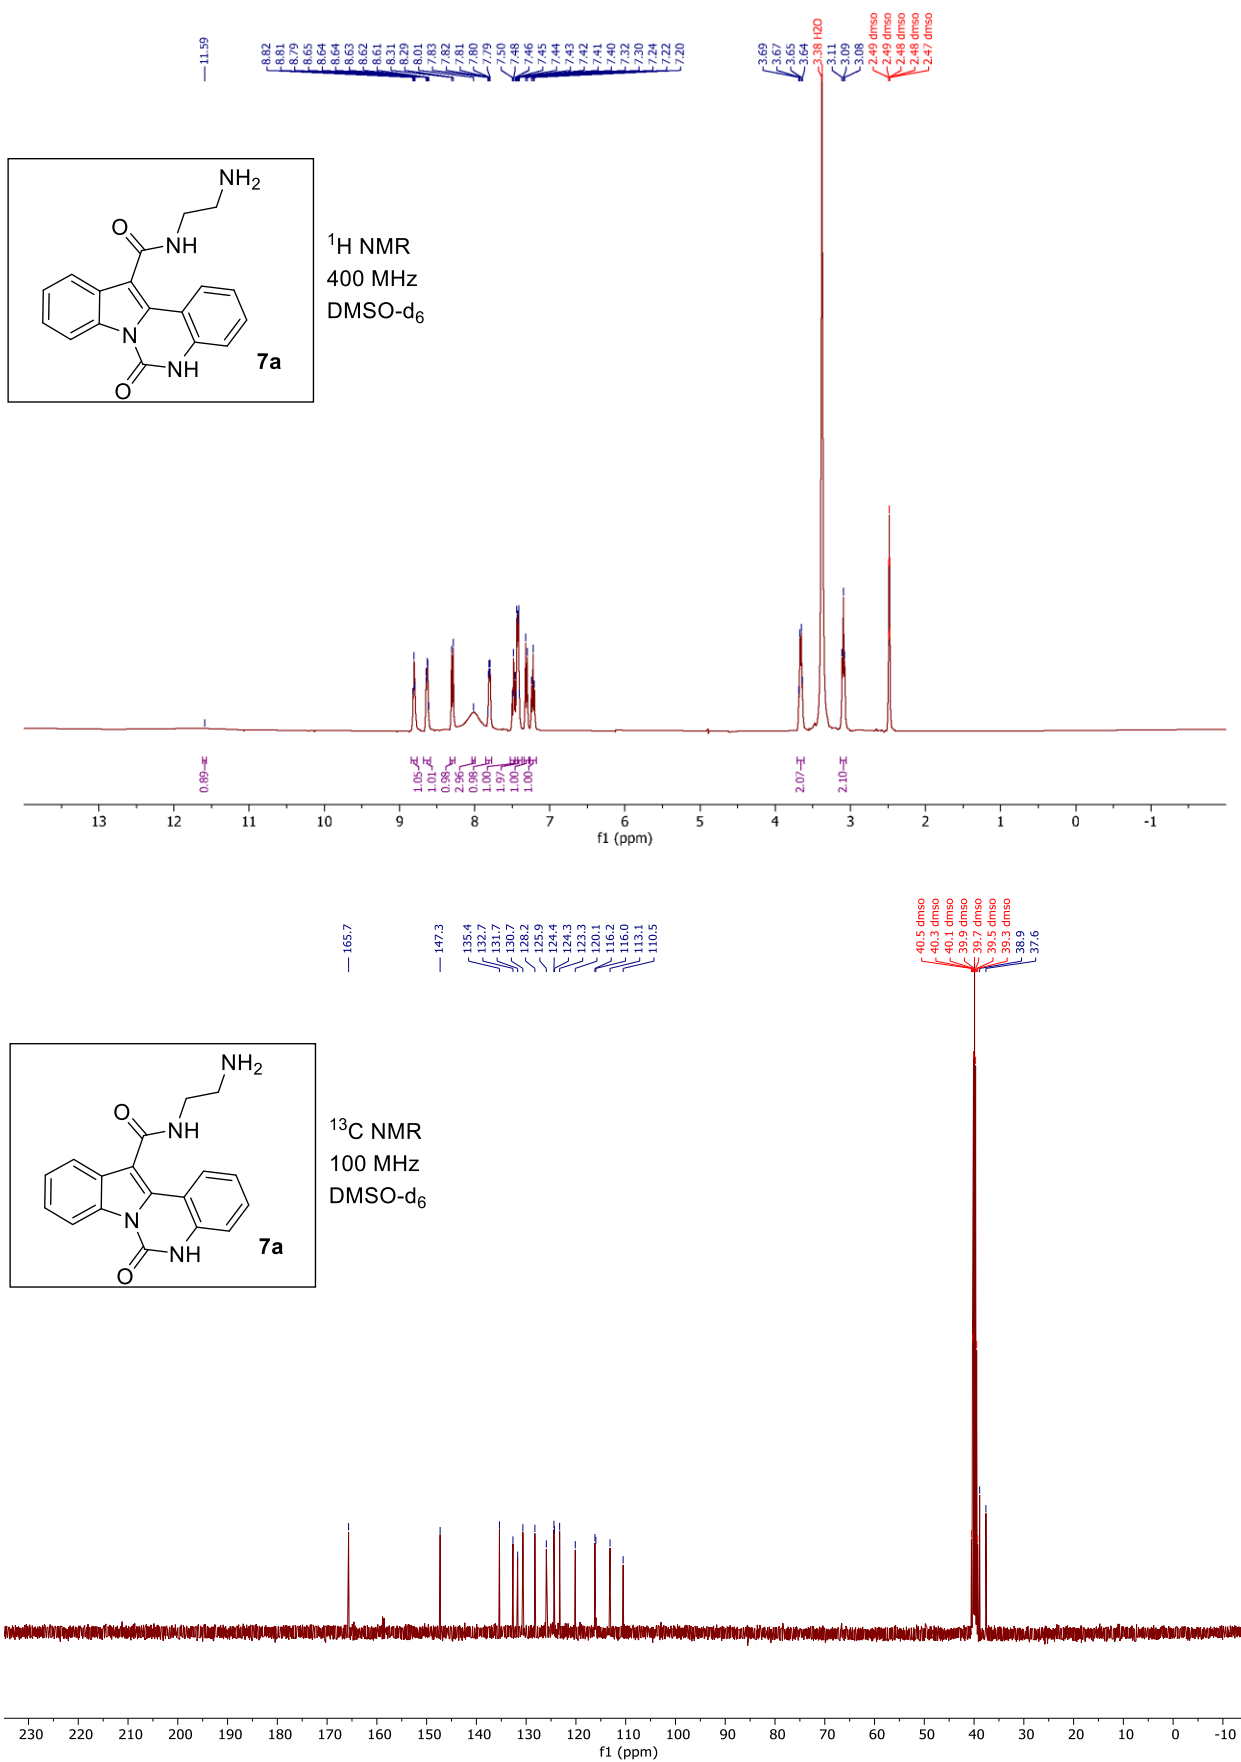 11.59
8.82
8.81
8.79
8.65
8.64
8.64
8.63
8.62
8.61
8.31
8.29
8.01
7.83
7.82
7.81
7.80
7.79
7.50
7.48
7.46
7.45
7.44
7.43
7.42
7.41
7.40
7.32
7.30
7.24
7.22
7.20
3.69
3.67
3.65
3.64
3.38 H2O
3.11
3.09
3.08
2.49 dmso
2.49 dmso
2.48 dmso
2.48 dmso
2.47 dmso
NH2
O
NH
N
O
NH
7a
1H NMR
400 MHz
DMSO-d6
0.89
1.05
1.01
0.98
2.96
0.98
1.00
1.97
1.00
1.00
2.07
2.10
13 12 11 10 9 8 7 6 5 4 3 2 1 0 -1
f1 (ppm)
165.7
147.3
135.4
132.7
131.7
130.7
128.2
125.9
124.4
124.3
123.3
120.1
116.2
116.0
113.1
110.5
40.5 dmso
40.3 dmso
40.1 dmso
39.9 dmso
39.7 dmso
39.5 dmso
39.3 dmso
38.9
37.6
NH2
O
NH
N
O
NH
7a
13C NMR
100 MHz
DMSO-d6
230 220 210 200 190 180 170 160 150 140 130 120 110 100 90 80 70 60 50 40 30 20 10 0 -10
f1 (ppm)